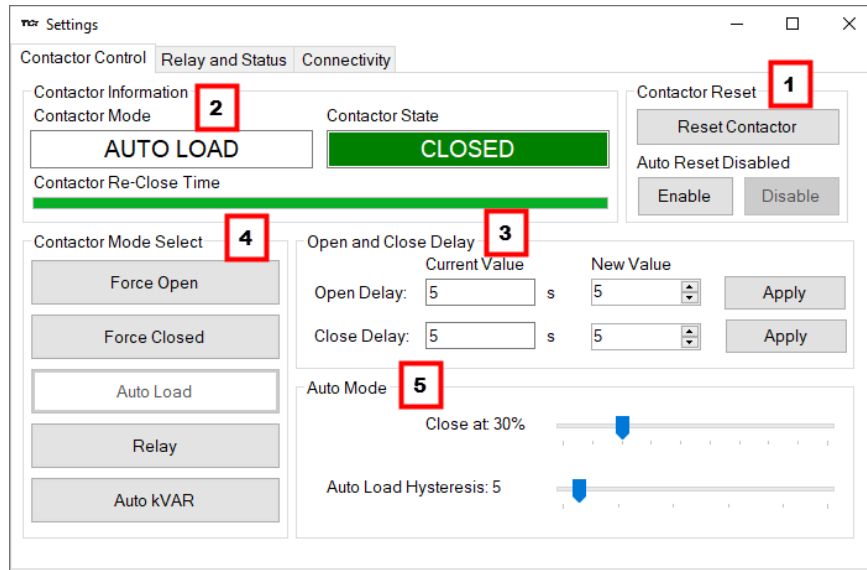 TCI Settings
Contactor Control Relay and Status Connectivity
Contactor Information
Contactor Mode 2 Contactor State
AUTO LOAD CLOSED
Contactor Re-Close Time
Contactor Reset 1
Reset Contactor
Auto Reset Disabled
Enable Disable
Contactor Mode Select 4
Force Open
Force Closed
Auto Load
Relay
Auto kVAR
Open and Close Delay 3
Current Value New Value
Open Delay: 5 s 5 Apply
Close Delay: 5 s 5 Apply
Auto Mode 5
Close at: 30%
Auto Load Hysteresis: 5